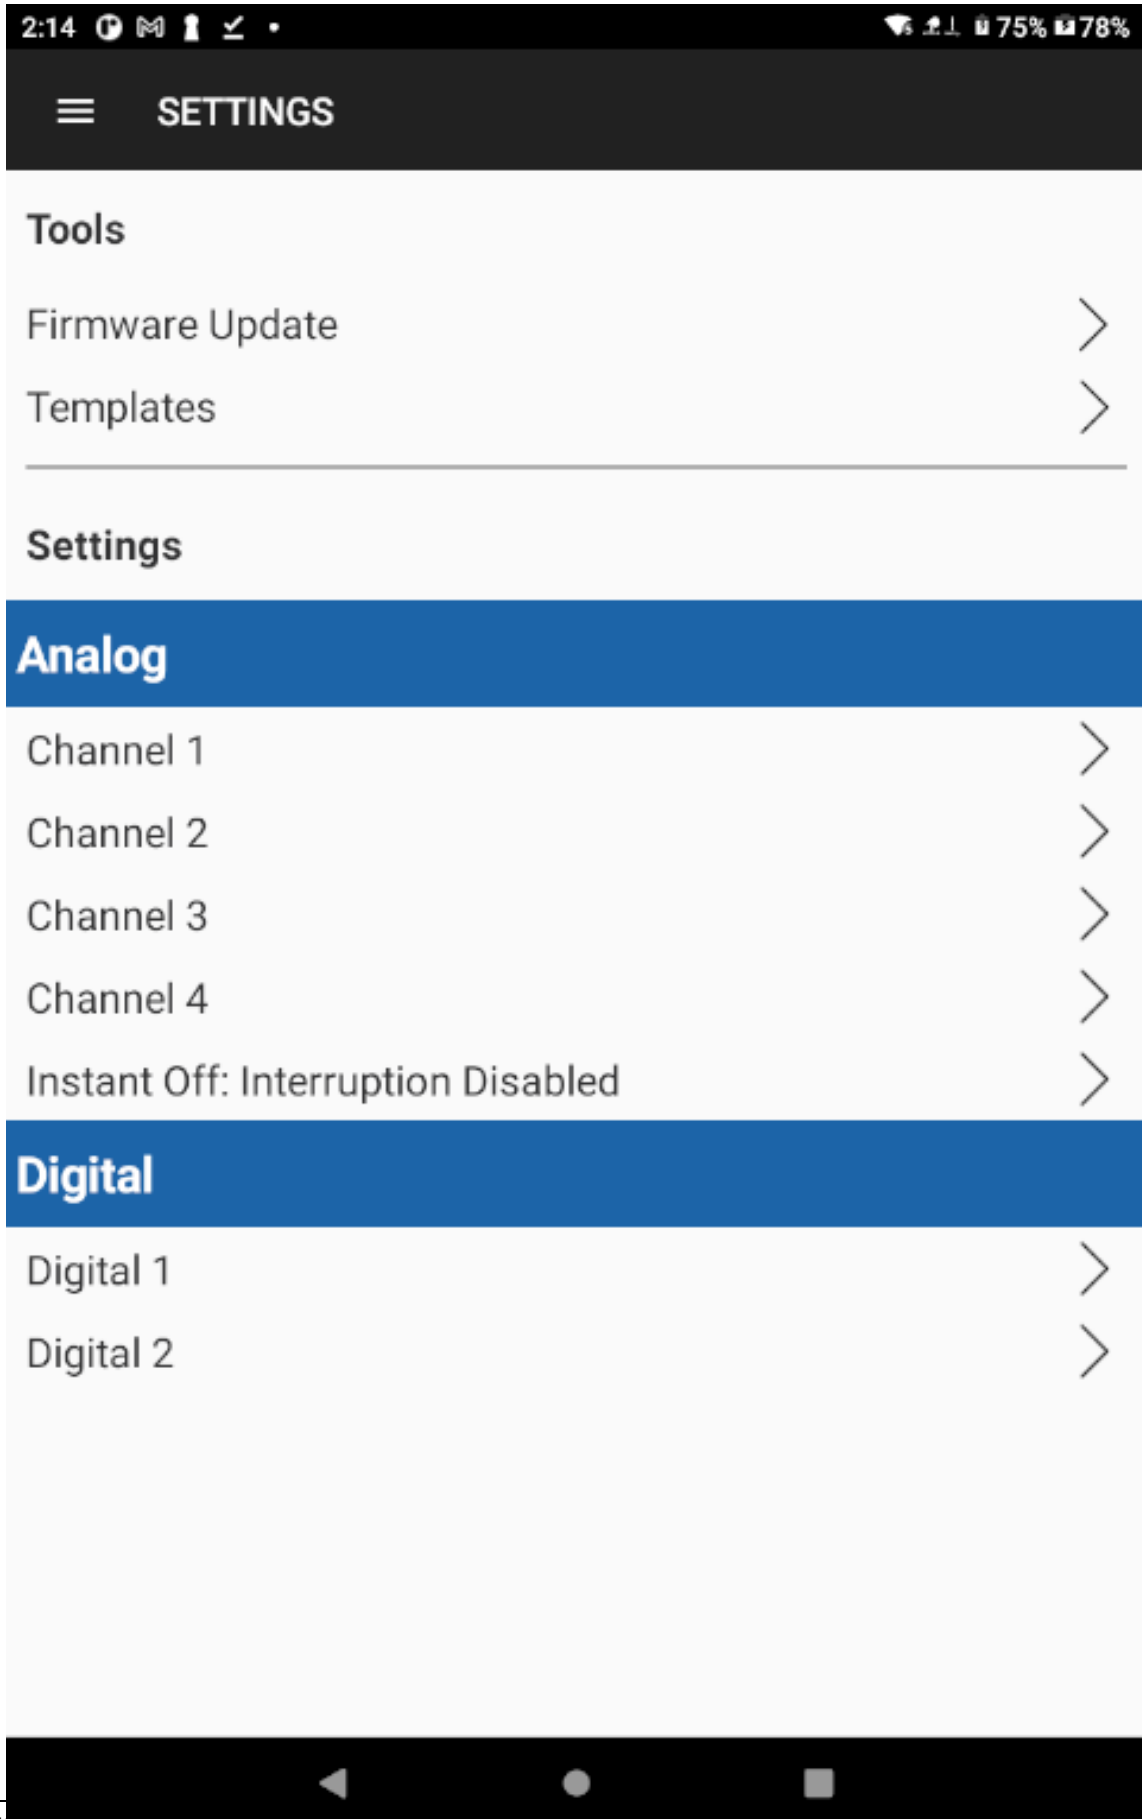 2:14 75% 78%
SETTINGS
Tools
Firmware Update
Templates
Settings
Analog
Channel 1
Channel 2
Channel 3
Channel 4
Instant Off: Interruption Disabled
Digital
Digital 1
Digital 2